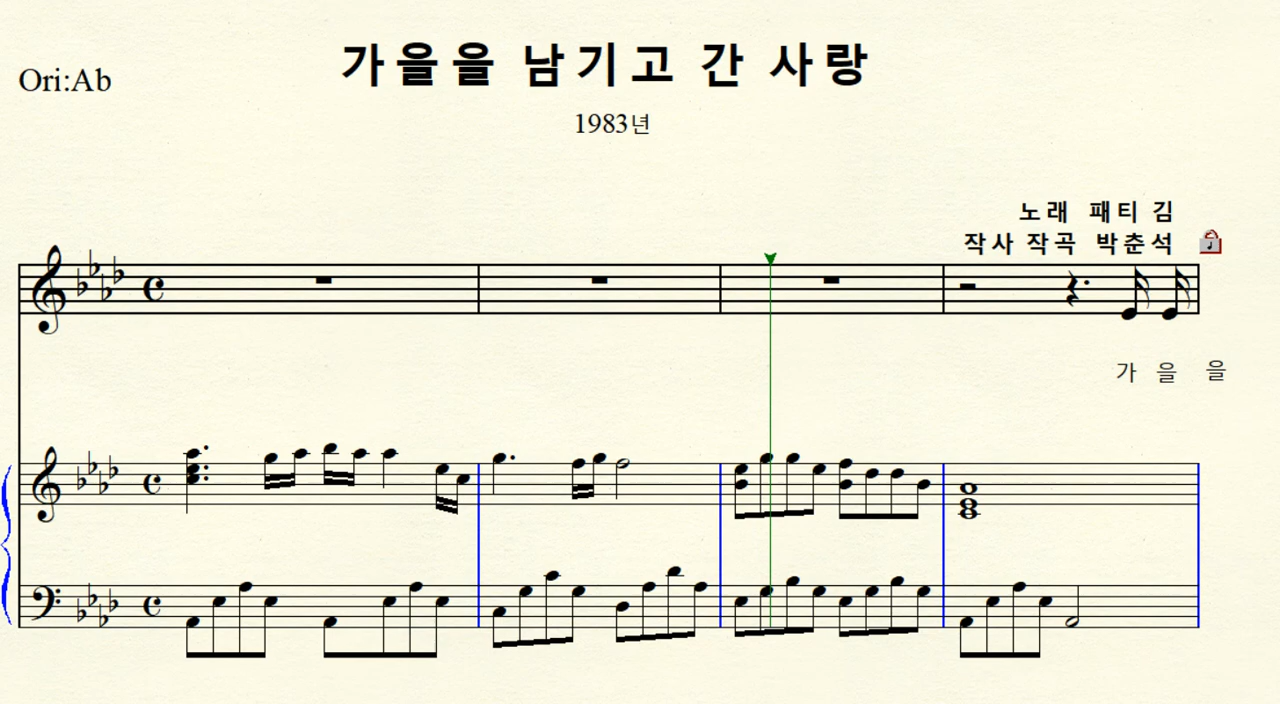 가을을 남기고 간 사랑
Ori:Ab
1983년
노래 패티 김
작사 작곡 박춘석
가 을 을